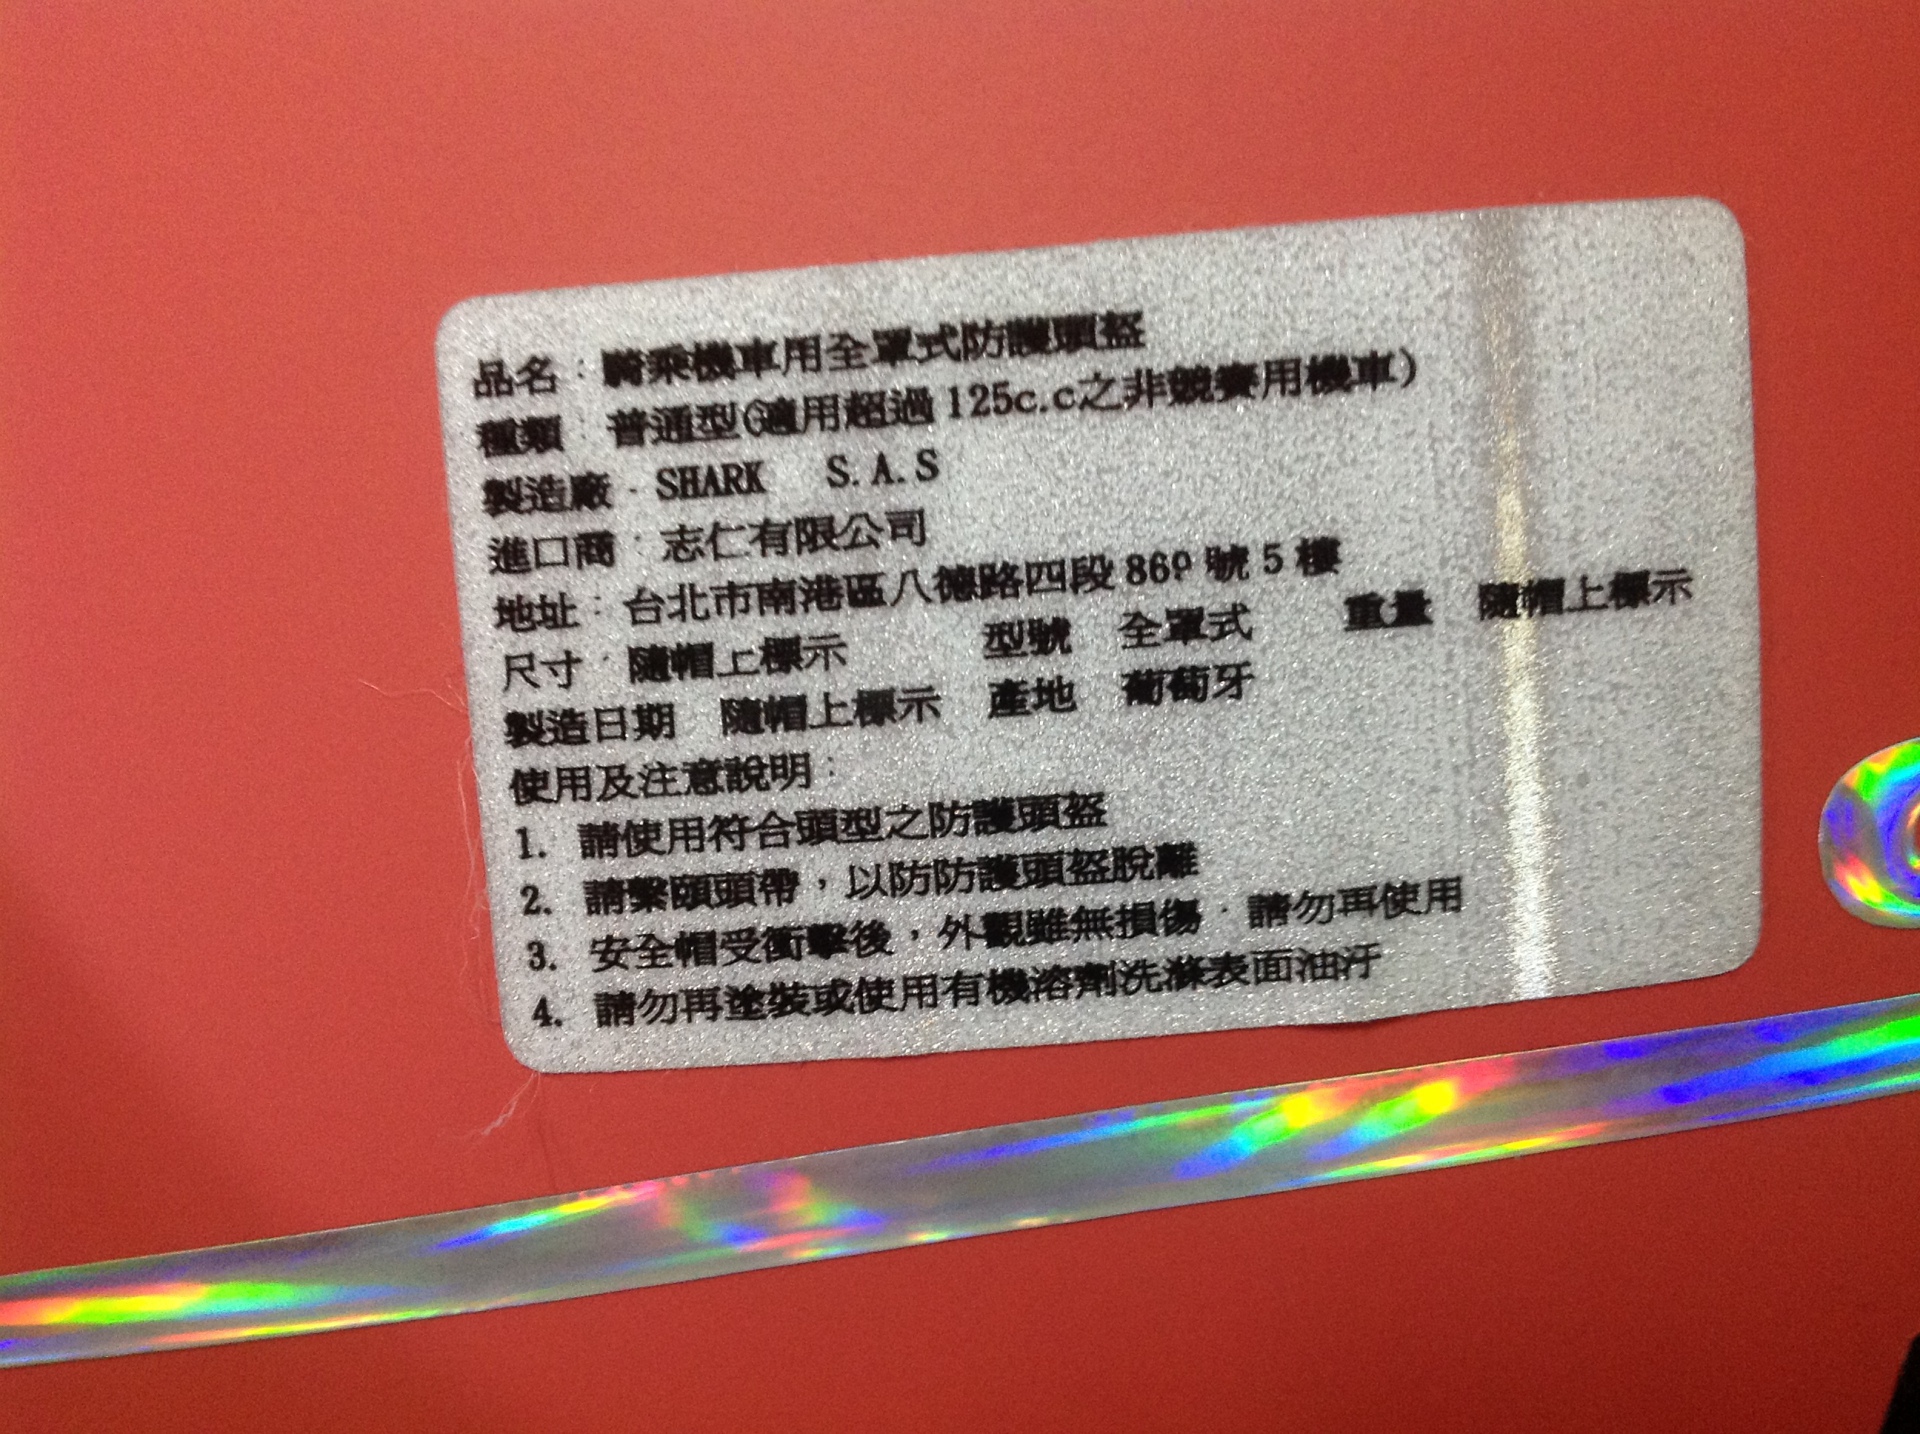 品名：騎乘機車用全罩式防護頭盔
種類：普通型(適用超過125c.c之非競賽用機車)
製造廠：SHARK S.A.S
進口商：志仁有限公司
地址：台北市南港區八德路四段 號5樓
尺寸：隨帽上標示 型號 全罩式 重量 隨帽上標示
製造日期 隨帽上標示 產地 葡萄牙
使用及注意說明：
1. 請使用符合頭型之防護頭盔
2. 請繫頤頭帶，以防防護頭盔脫離
3. 安全帽受衝擊後，外觀雖無損傷，請勿再使用
4. 請勿再塗裝或使用有機溶劑洗滌表面油汙